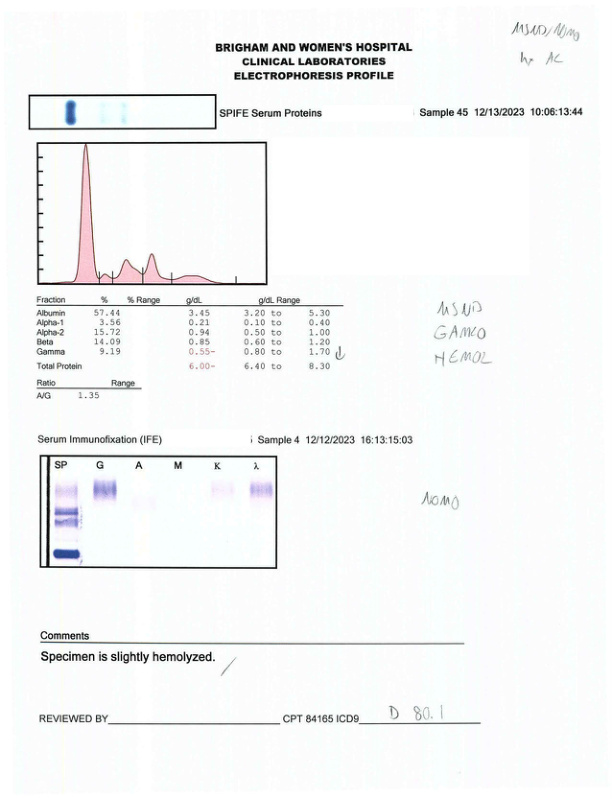 MSND/NOMO
BRIGHAM AND WOMEN'S HOSPITAL
CLINICAL LABORATORIES
ELECTROPHORESIS PROFILE
SPIFE Serum Proteins Sample 45 12/13/2023 10:06:13:44
Fraction % % Range g/dL g/dL Range
Albumin 57.44 3.45 3.20 to 5.30
Alpha-1 3.56 0.21 0.10 to 0.40
Alpha-2 15.72 0.94 0.50 to 1.00
Beta 14.09 0.85 0.60 to 1.20
Gamma 9.19 0.55- 0.80 to 1.70 ↓
Total Protein 6.00- 6.40 to 8.30
MSND
GAMLO
HEMOL
Ratio Range
A/G 1.35
Serum Immunofixation (IFE) Sample 4 12/12/2023 16:13:15:03
SP G A M K λ
NOMO
Comments
Specimen is slightly hemolyzed.
REVIEWED BY CPT 84165 ICD9 D 80.1